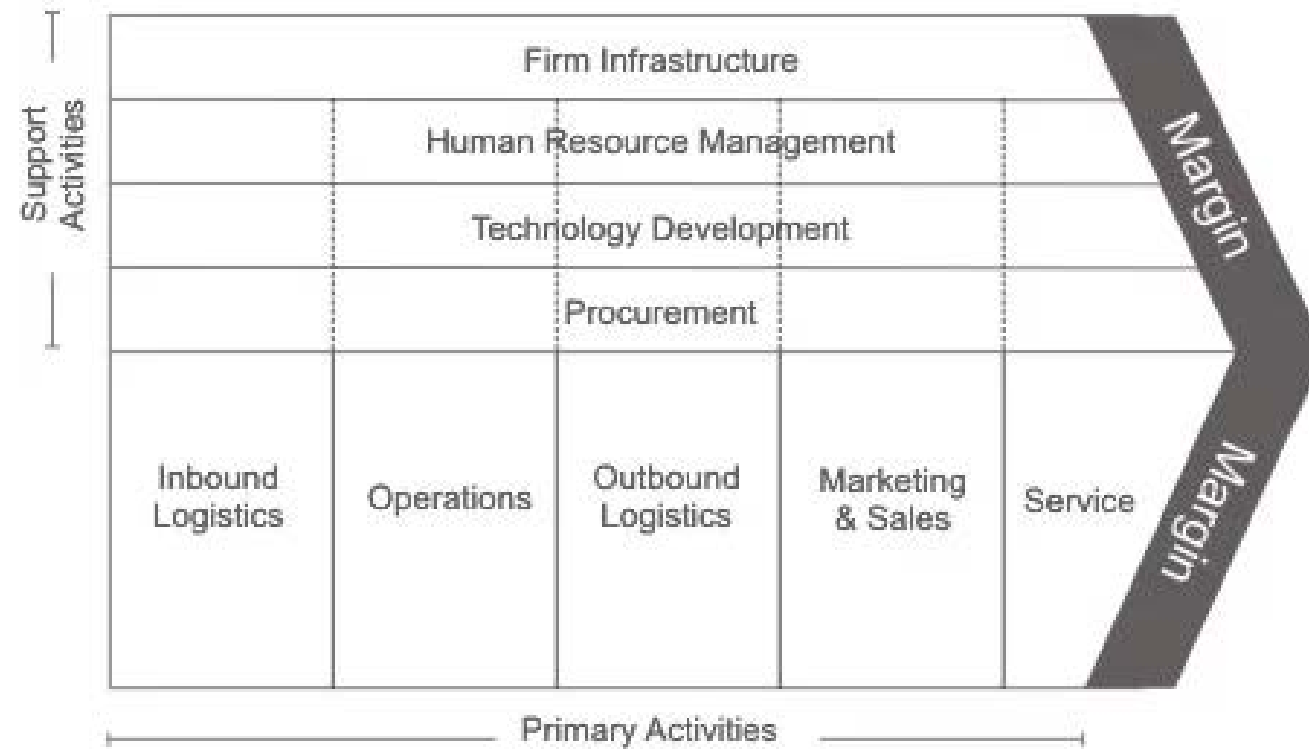 Support
Activities
Firm Infrastructure
Human Resource Management
Technology Development
Procurement
Margin
Inbound
Logistics
Operations
Outbound
Logistics
Marketing
& Sales
Service
Margin
Primary Activities